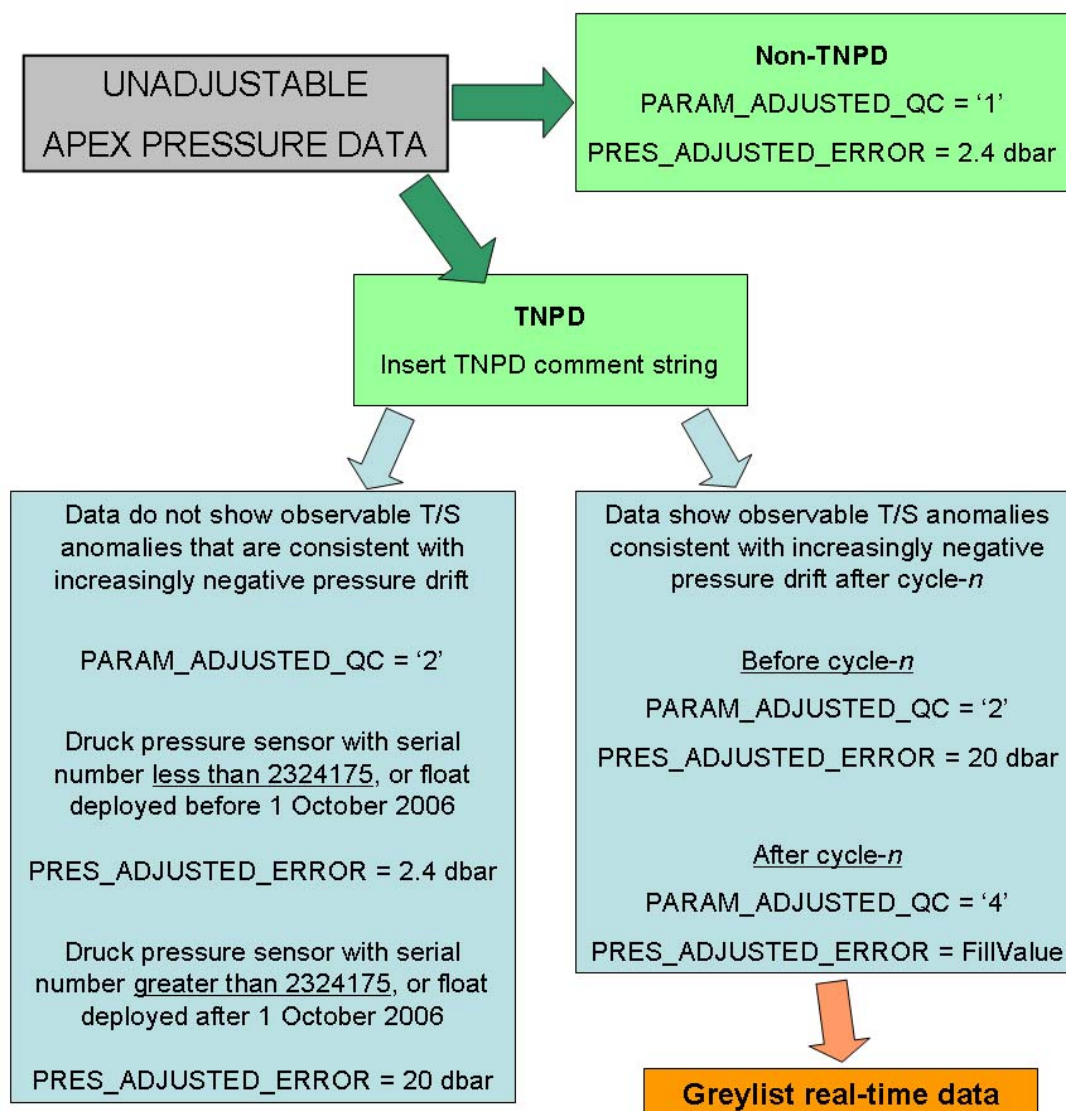 UNADJUSTABLE
APEX PRESSURE DATA
Non-TNPD
PARAM_ADJUSTED_QC = ‘1’
PRES_ADJUSTED_ERROR = 2.4 dbar
TNPD
Insert TNPD comment string
Data do not show observable T/S
anomalies that are consistent with
increasingly negative pressure drift
PARAM_ADJUSTED_QC = ‘2’
Druck pressure sensor with serial
number less than 2324175, or float
deployed before 1 October 2006
PRES_ADJUSTED_ERROR = 2.4 dbar
Druck pressure sensor with serial
number greater than 2324175, or float
deployed after 1 October 2006
PRES_ADJUSTED_ERROR = 20 dbar
Data show observable T/S anomalies
consistent with increasingly negative
pressure drift after cycle-n
Before cycle-n
PARAM_ADJUSTED_QC = ‘2’
PRES_ADJUSTED_ERROR = 20 dbar
After cycle-n
PARAM_ADJUSTED_QC = ‘4’
PRES_ADJUSTED_ERROR = FillValue
Greylist real-time data